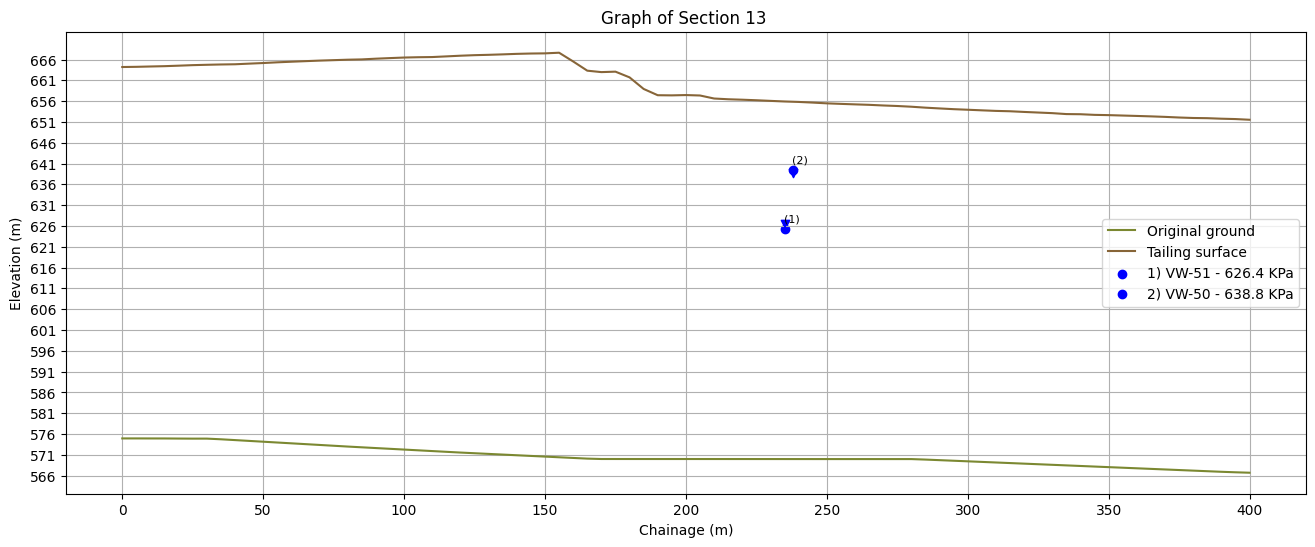 Graph of Section 13
Elevation (m)
666
661
656
651
646
641
636
631
626
621
616
611
606
601
596
591
586
581
576
571
566
(2)
(1)
Original ground
Tailing surface
1) VW-51 - 626.4 KPa
2) VW-50 - 638.8 KPa
0 50 100 150 200 250 300 350 400
Chainage (m)